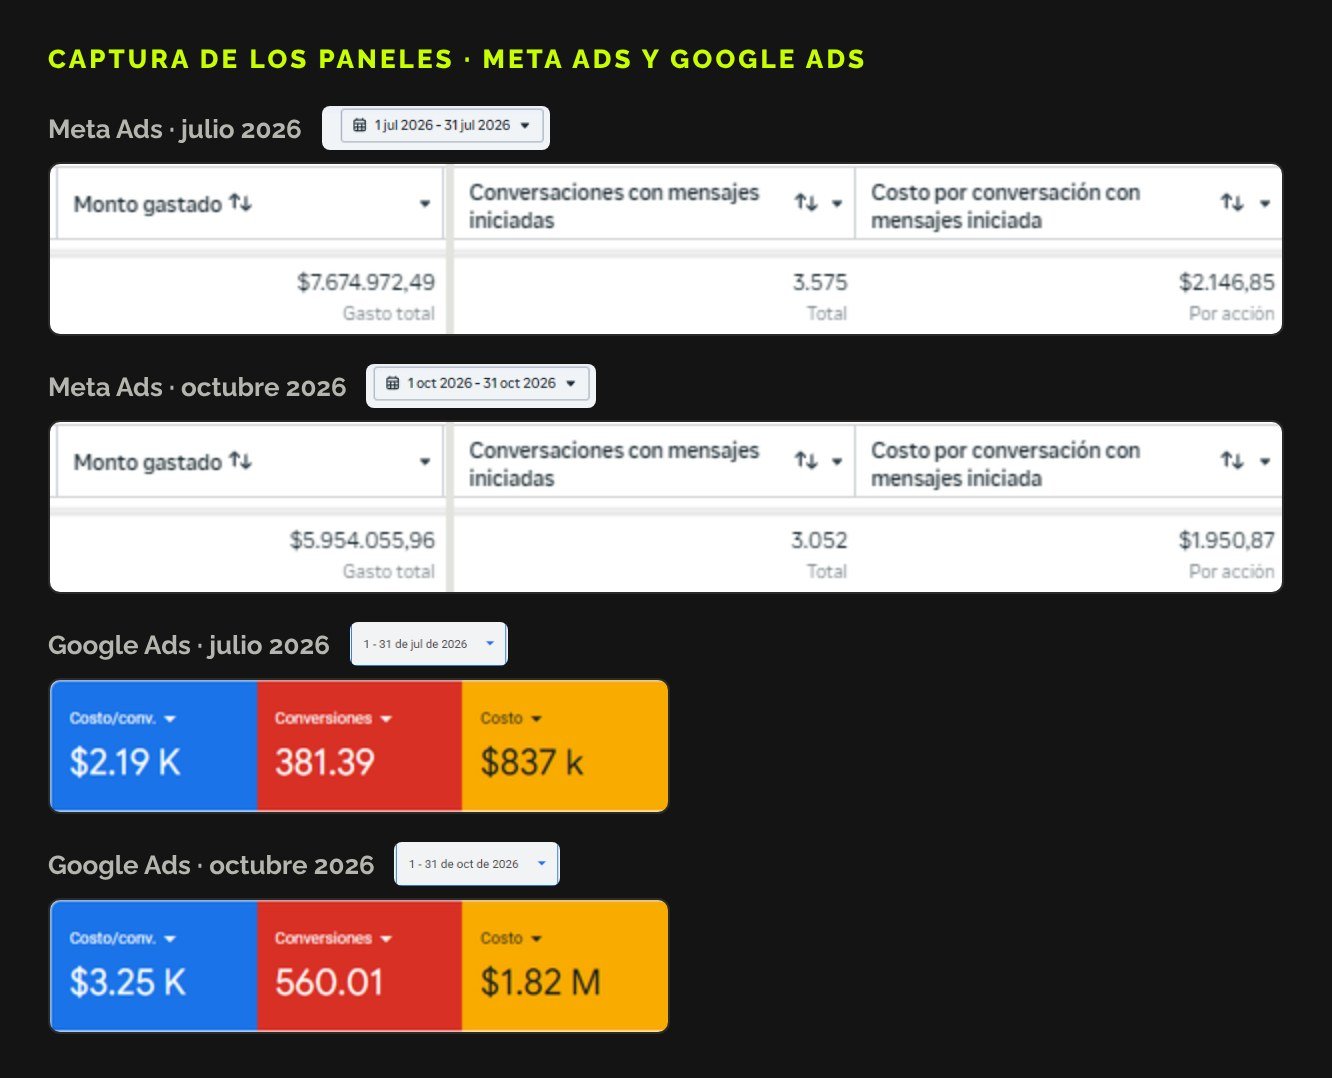 CAPTURA DE LOS PANELES · META ADS Y GOOGLE ADS
Meta Ads · julio 2026
1 jul 2026 - 31 jul 2026
Monto gastado
Conversaciones con mensajes
iniciadas
Costo por conversación con
mensajes iniciada
$7.674.972,49
3.575
$2.146,85
Gasto total
Total
Por acción
Meta Ads · octubre 2026
1 oct 2026 - 31 oct 2026
Monto gastado
Conversaciones con mensajes
iniciadas
Costo por conversación con
mensajes iniciada
$5.954.055,96
3.052
$1.950,87
Gasto total
Total
Por acción
Google Ads · julio 2026
1 - 31 de jul de 2026
Costo/conv.
Conversiones
Costo
$2.19 K
381.39
$837 k
Google Ads · octubre 2026
1 - 31 de oct de 2026
Costo/conv.
Conversiones
Costo
$3.25 K
560.01
$1.82 M